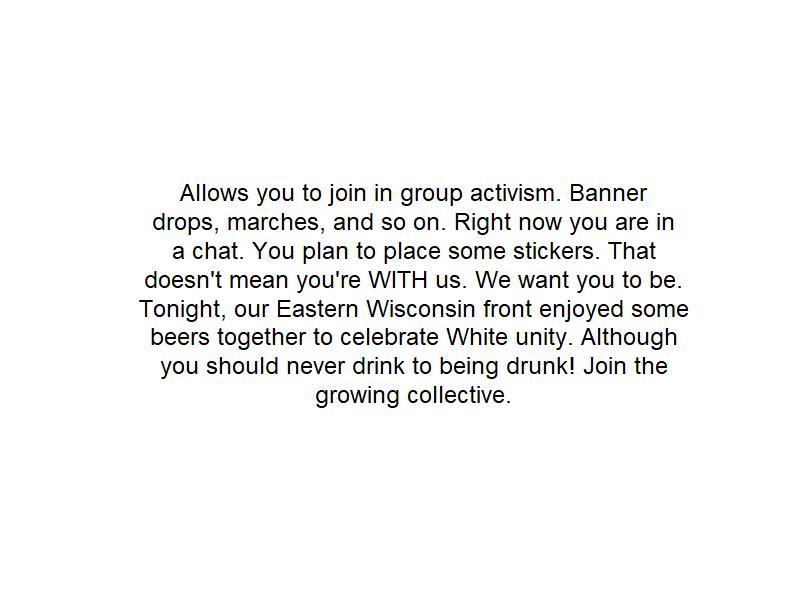 Allows you to join in group activism. Banner
drops, marches, and so on. Right now you are in
a chat. You plan to place some stickers. That
doesn't mean you're WITH us. We want you to be.
Tonight, our Eastern Wisconsin front enjoyed some
beers together to celebrate White unity. Although
you should never drink to being drunk! Join the
growing collective.